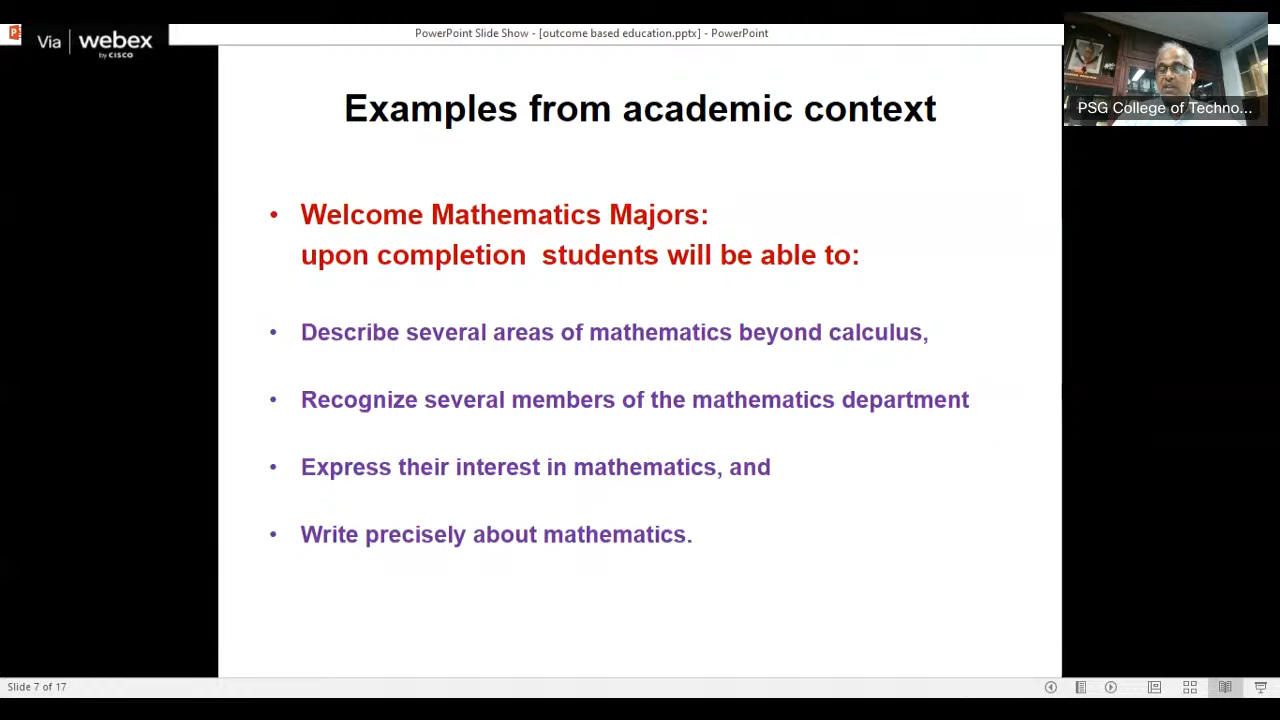 Via webex
by CISCO
PowerPoint Slide Show - [outcome based education.pptx] - PowerPoint
PSG College of Techno...
Examples from academic context
• Welcome Mathematics Majors:
upon completion students will be able to:
• Describe several areas of mathematics beyond calculus,
• Recognize several members of the mathematics department
• Express their interest in mathematics, and
• Write precisely about mathematics.
Slide 7 of 17